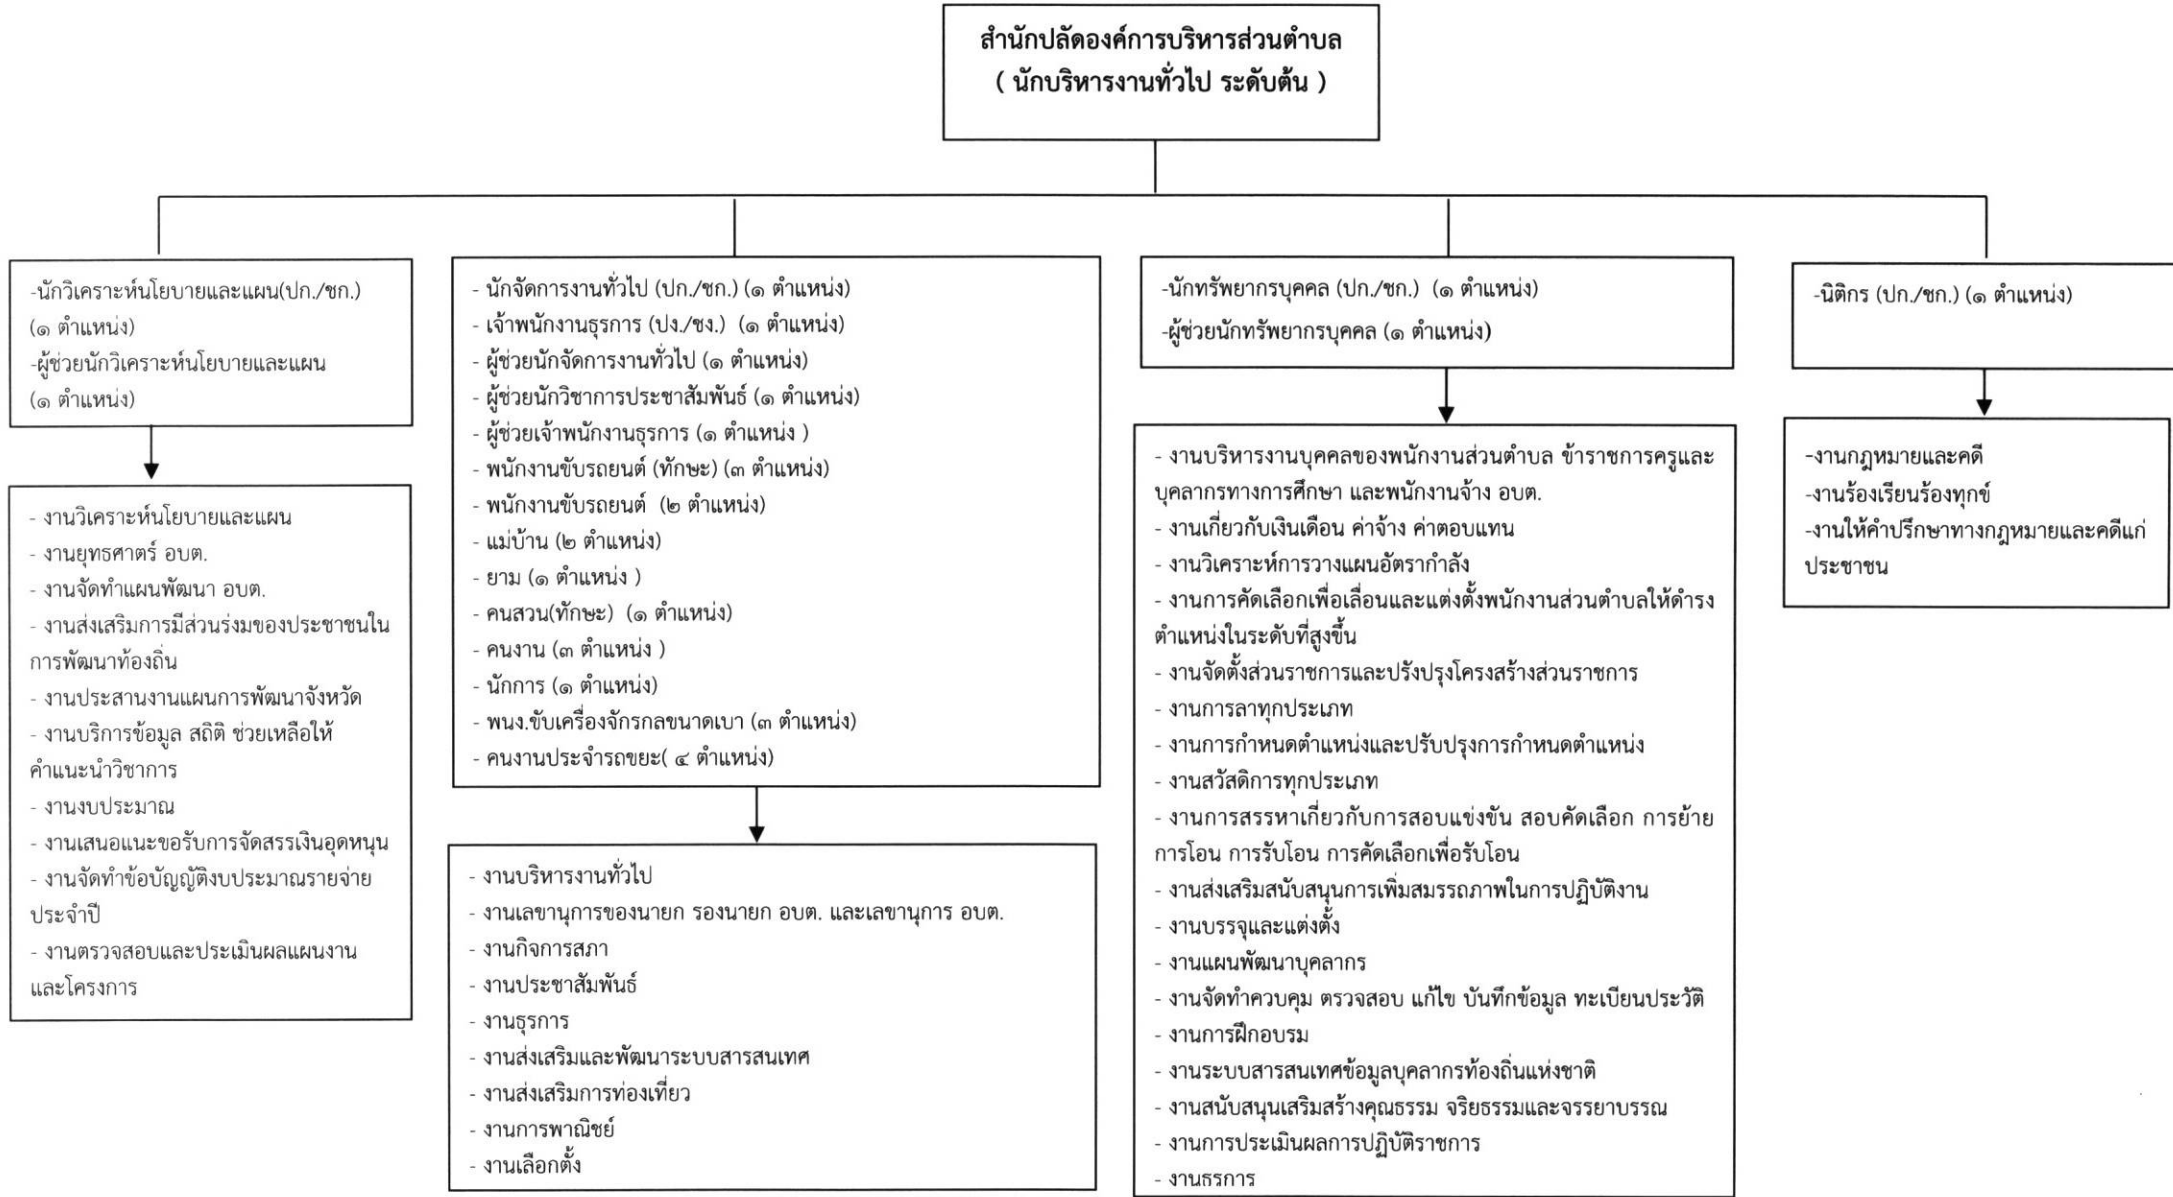 สำนักปลัดองค์การบริหารส่วนตำบล
( นักบริหารงานทั่วไป ระดับต้น )
-นักวิเคราะห์นโยบายและแผน(ปก./ชก.)
(๑ ตำแหน่ง)
-ผู้ช่วยนักวิเคราะห์นโยบายและแผน
(๑ ตำแหน่ง)
- งานวิเคราะห์นโยบายและแผน
- งานยุทธศาตร์ อบต.
- งานจัดทำแผนพัฒนา อบต.
- งานส่งเสริมการมีส่วนร่งมของประชาชนใน
การพัฒนาท้องถิ่น
- งานประสานงานแผนการพัฒนาจังหวัด
- งานบริการข้อมูล สถิติ ช่วยเหลือให้
คำแนะนำวิชาการ
- งานงบประมาณ
- งานเสนอแนะขอรับการจัดสรรเงินอุดหนุน
- งานจัดทำข้อบัญญัติงบประมาณรายจ่าย
ประจำปี
- งานตรวจสอบและประเมินผลแผนงาน
และโครงการ
- นักจัดการงานทั่วไป (ปก./ชก.) (๑ ตำแหน่ง)
- เจ้าพนักงานธุรการ (ปง./ชง.) (๑ ตำแหน่ง)
- ผู้ช่วยนักจัดการงานทั่วไป (๑ ตำแหน่ง)
- ผู้ช่วยนักวิชาการประชาสัมพันธ์ (๑ ตำแหน่ง)
- ผู้ช่วยเจ้าพนักงานธุรการ (๑ ตำแหน่ง )
- พนักงานขับรถยนต์ (ทักษะ) (๓ ตำแหน่ง)
- พนักงานขับรถยนต์ (๒ ตำแหน่ง)
- แม่บ้าน (๒ ตำแหน่ง)
- ยาม (๑ ตำแหน่ง )
- คนสวน(ทักษะ) (๑ ตำแหน่ง)
- คนงาน (๓ ตำแหน่ง )
- นักการ (๑ ตำแหน่ง)
- พนง.ขับเครื่องจักรกลขนาดเบา (๓ ตำแหน่ง)
- คนงานประจำรถขยะ( ๔ ตำแหน่ง)
- งานบริหารงานทั่วไป
- งานเลขานุการของนายก รองนายก อบต. และเลขานุการ อบต.
- งานกิจการสภา
- งานประชาสัมพันธ์
- งานธุรการ
- งานส่งเสริมและพัฒนาระบบสารสนเทศ
- งานส่งเสริมการท่องเที่ยว
- งานการพาณิชย์
- งานเลือกตั้ง
-นักทรัพยากรบุคคล (ปก./ชก.) (๑ ตำแหน่ง)
-ผู้ช่วยนักทรัพยากรบุคคล (๑ ตำแหน่ง)
- งานบริหารงานบุคคลของพนักงานส่วนตำบล ข้าราชการครูและ
บุคลากรทางการศึกษา และพนักงานจ้าง อบต.
- งานเกี่ยวกับเงินเดือน ค่าจ้าง ค่าตอบแทน
- งานวิเคราะห์การวางแผนอัตรากำลัง
- งานการคัดเลือกเพื่อเลื่อนและแต่งตั้งพนักงานส่วนตำบลให้ดำรง
ตำแหน่งในระดับที่สูงขึ้น
- งานจัดตั้งส่วนราชการและปรังปรุงโครงสร้างส่วนราชการ
- งานการลาทุกประเภท
- งานการกำหนดตำแหน่งและปรับปรุงการกำหนดตำแหน่ง
- งานสวัสดิการทุกประเภท
- งานการสรรหาเกี่ยวกับการสอบแข่งขัน สอบคัดเลือก การย้าย
การโอน การรับโอน การคัดเลือกเพื่อรับโอน
- งานส่งเสริมสนับสนุนการเพิ่มสมรรถภาพในการปฏิบัติงาน
- งานบรรจุและแต่งตั้ง
- งานแผนพัฒนาบุคลากร
- งานจัดทำควบคุม ตรวจสอบ แก้ไข บันทึกข้อมูล ทะเบียนประวัติ
- งานการฝึกอบรม
- งานระบบสารสนเทศข้อมูลบุคลากรท้องถิ่นแห่งชาติ
- งานสนับสนุนเสริมสร้างคุณธรรม จริยธรรมและจรรยาบรรณ
- งานการประเมินผลการปฏิบัติราชการ
- งานธุรการ
-นิติกร (ปก./ชก.) (๑ ตำแหน่ง)
-งานกฎหมายและคดี
-งานร้องเรียนร้องทุกข์
-งานให้คำปรึกษาทางกฎหมายและคดีแก่
ประชาชน